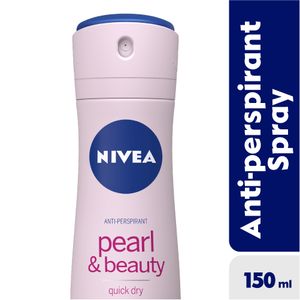 NIVEA
ANTI-PERSPIRANT
pearl
& beauty
quick dry
Anti-perspirant
Spray
150 ml